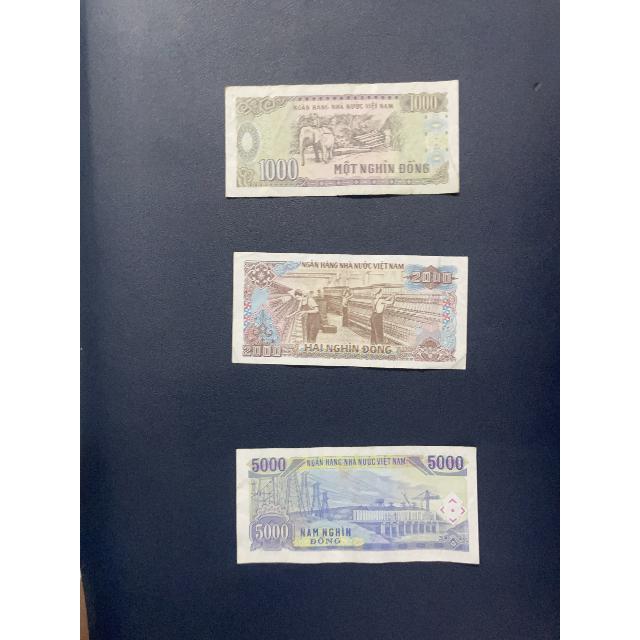 NGÂN HÀNG NHÀ NƯỚC VIỆT NAM
1000
1000
MỘT NGHÌN ĐỒNG
NGÂN HÀNG NHÀ NƯỚC VIỆT NAM
2000
2000
HAI NGHÌN ĐỒNG
5000
NGÂN HÀNG NHÀ NƯỚC VIỆT NAM
5000
5000
NĂM NGHÌN
ĐỒNG